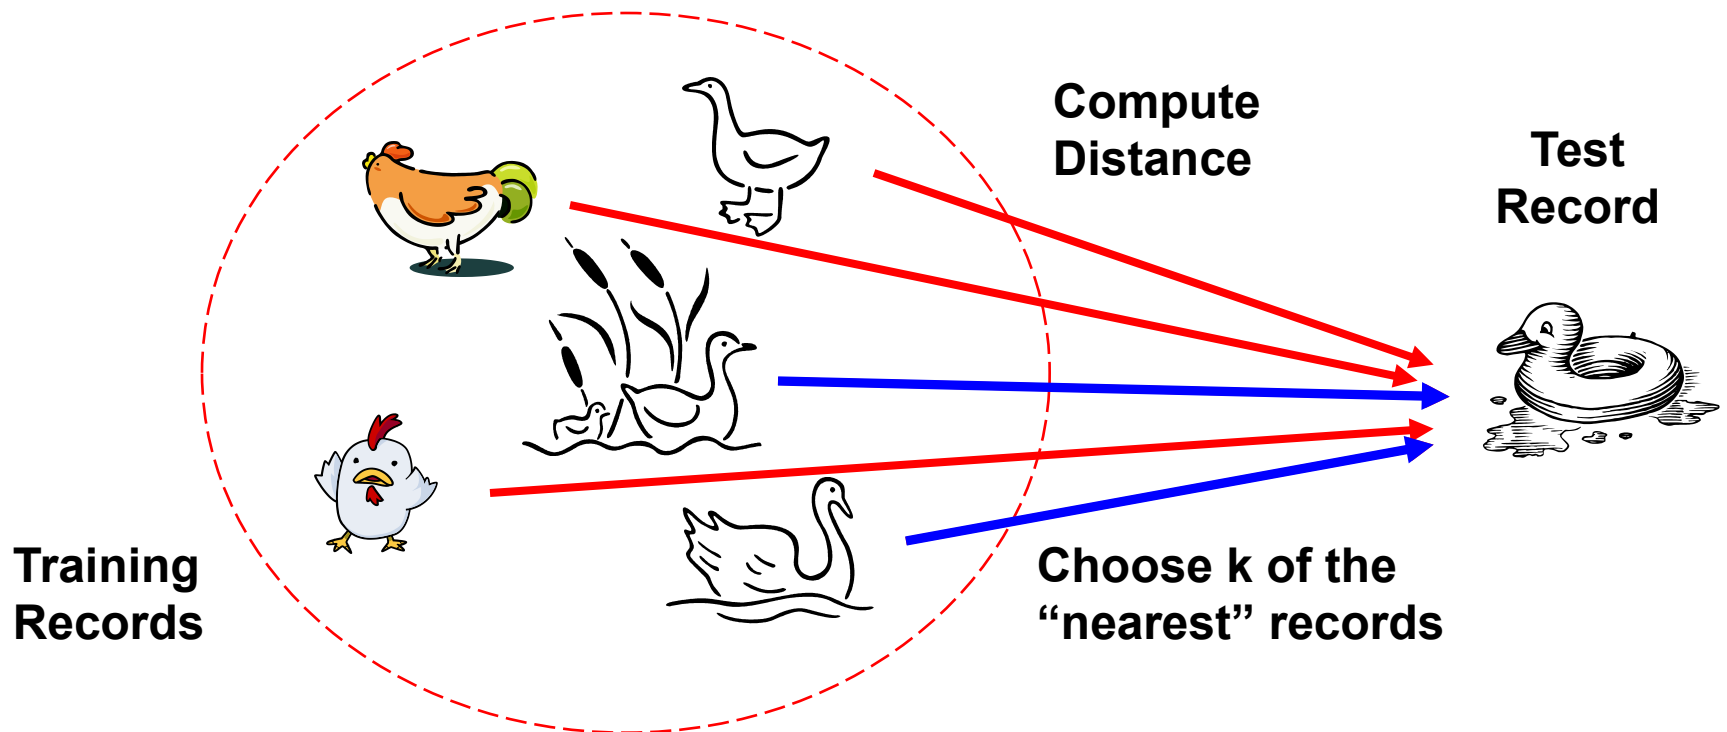 Compute
Distance
Test
Record
Training
Records
Choose k of the
“nearest” records